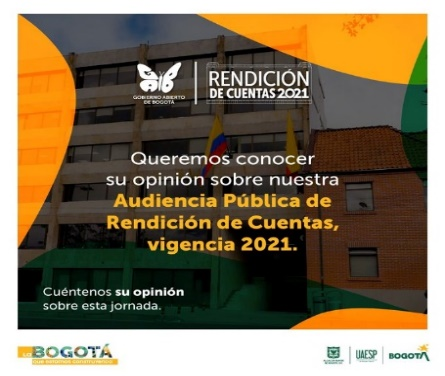 GOBIERNO ABIERTO
DE BOGOTÁ
RENDICIÓN
DE CUENTAS 2021
Queremos conocer
su opinión sobre nuestra
Audiencia Pública de
Rendición de Cuentas,
vigencia 2021.
Cuéntenos su opinión
sobre esta jornada.
BOGOTÁ
UAESP
BOGOTÁ